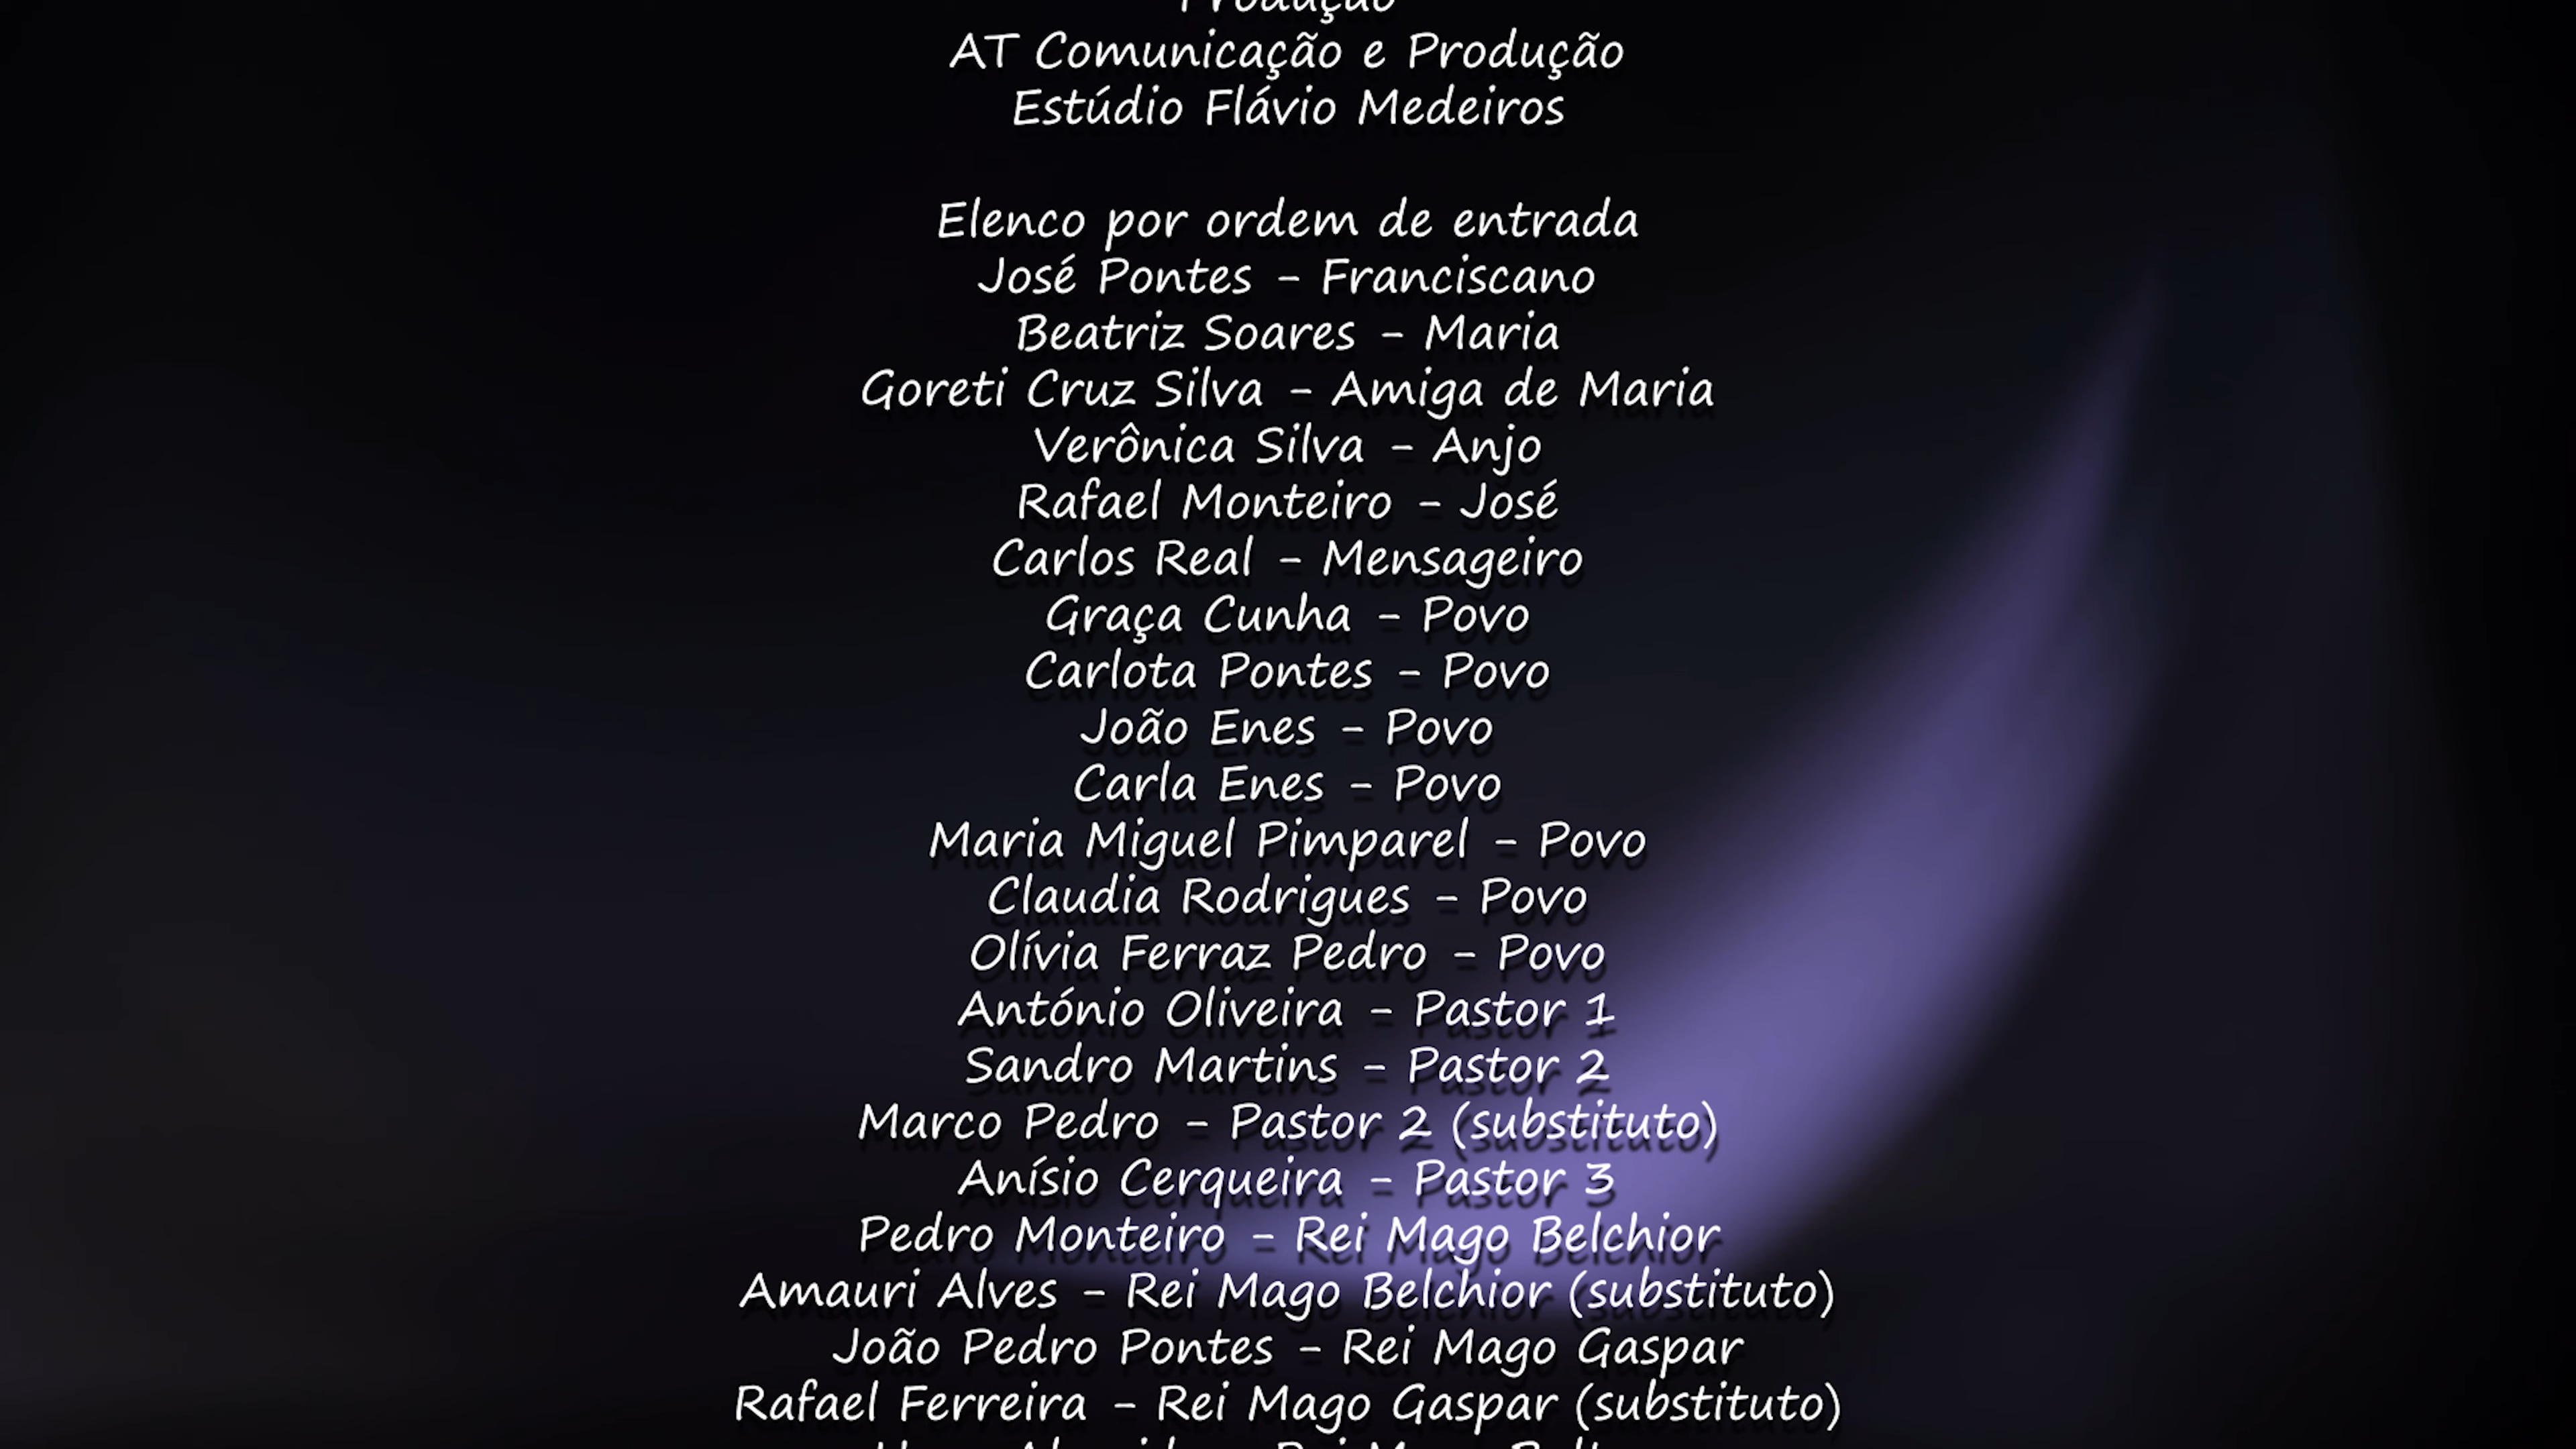 Produção
AT Comunicação e Produção
Estúdio Flávio Medeiros
Elenco por ordem de entrada
José Pontes - Franciscano
Beatriz Soares - Maria
Goreti Cruz Silva - Amiga de Maria
Verônica Silva - Anjo
Rafael Monteiro - José
Carlos Real - Mensageiro
Graça Cunha - Povo
Carlota Pontes - Povo
João Enes - Povo
Carla Enes - Povo
Maria Miguel Pimparel - Povo
Claudia Rodrigues - Povo
Olívia Ferraz Pedro - Povo
António Oliveira - Pastor 1
Sandro Martins - Pastor 2
Marco Pedro - Pastor 2 (substituto)
Anísio Cerqueira - Pastor 3
Pedro Monteiro - Rei Mago Belchior
Amauri Alves - Rei Mago Belchior (substituto)
João Pedro Pontes - Rei Mago Gaspar
Rafael Ferreira - Rei Mago Gaspar (substituto)